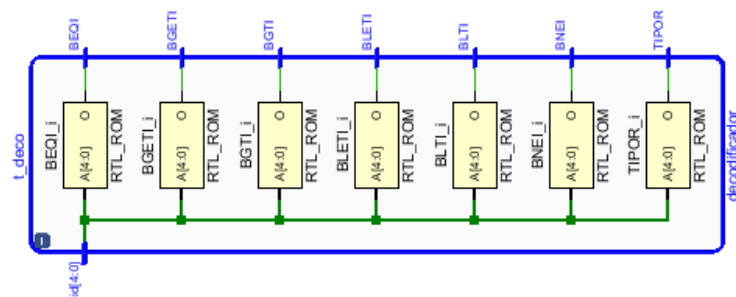 t_deco
BEQI
BGETI
BGTI
BLETI
BLTI
BNEI
TIPOR
BEQI_i
O
A[4:0]
RTL_ROM
BGETI_i
O
A[4:0]
RTL_ROM
BGTI_i
O
A[4:0]
RTL_ROM
BLETI_i
O
A[4:0]
RTL_ROM
BLTI_i
O
A[4:0]
RTL_ROM
BNEI_i
O
A[4:0]
RTL_ROM
TIPOR_i
O
A[4:0]
RTL_ROM
decodificador
id[4:0]